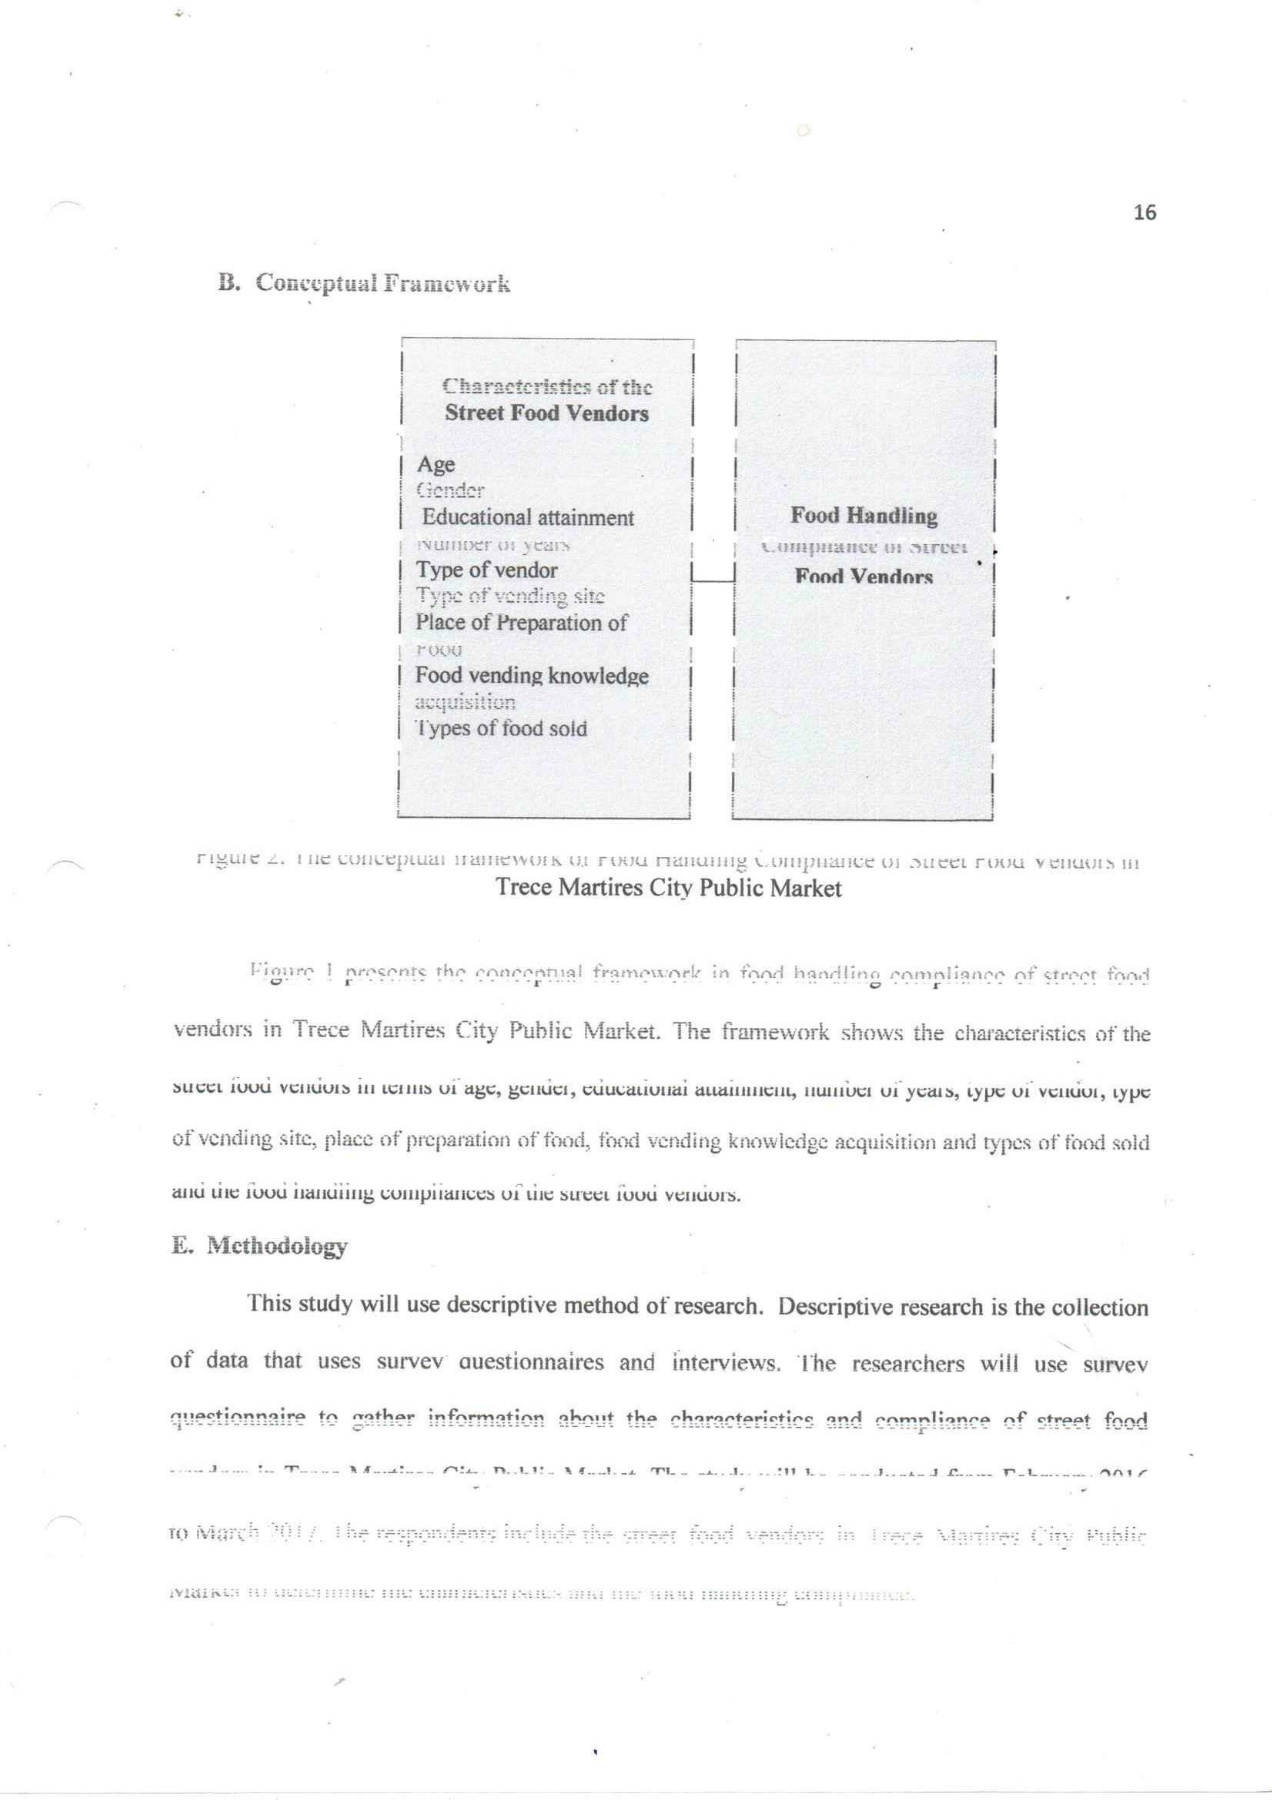 16
B. Conceptual Framework
Characteristics of the
Street Food Vendors
Age
Gender
Educational attainment
Number of years
Type of vendor
Type of vending site
Place of Preparation of
Food
Food vending knowledge
acquisition
Types of food sold
Food Handling
Compliance of Street
Food Vendors
Figure 2. The conceptual framework of Food Handling Compliance of Street Food Vendors in
Trece Martires City Public Market
Figure 1 presents the conceptual framework in food handling compliance of street food
vendors in Trece Martires City Public Market. The framework shows the characteristics of the
street food vendors in terms of age, gender, educational attainment, number of years, type of vendor, type
of vending site, place of preparation of food, food vending knowledge acquisition and types of food sold
and the food handling compliances of the street food vendors.
E. Methodology
This study will use descriptive method of research. Descriptive research is the collection
of data that uses survey questionnaires and interviews. The researchers will use survey
questionnaire to gather information about the characteristics and compliance of street food
vendors in Trece Martires City Public Market. The study will be conducted from February 2016
to March 2017. The respondents include the street food vendors in Trece Martires City Public
Market to determine the characteristics and the food handling compliance.